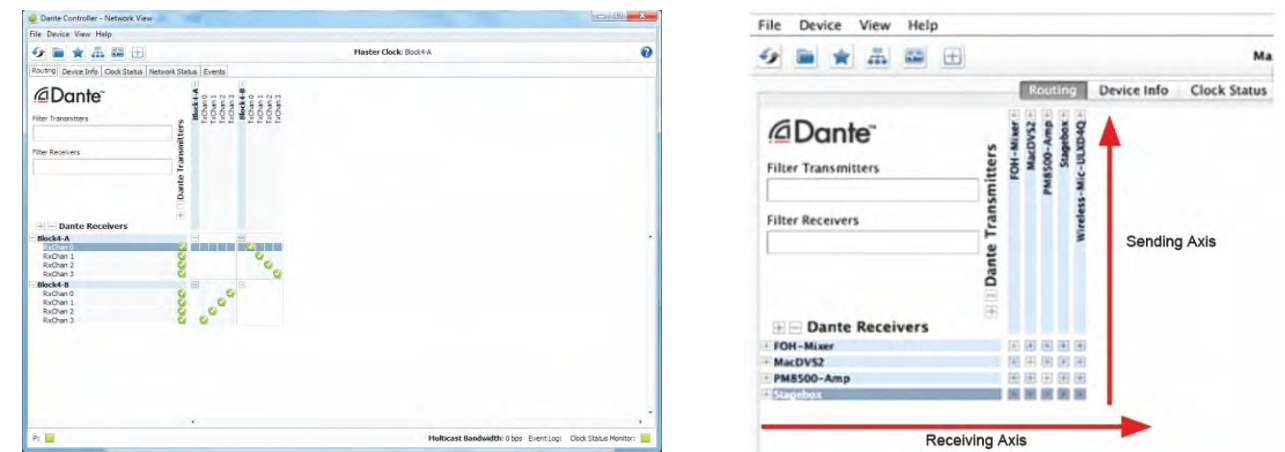 Dante Controller - Network View
File Device View Help
Master Clock: Block4-A
Routing Device Info Clock Status Network Status Events
Dante™
Filter Transmitters
Filter Receivers
Dante Transmitters
Block4-A
TxChan 0
TxChan 1
TxChan 2
TxChan 3
Block4-B
TxChan 0
TxChan 1
TxChan 2
TxChan 3
Dante Receivers
Block4-A
RxChan 0
RxChan 1
RxChan 2
RxChan 3
Block4-B
RxChan 0
RxChan 1
RxChan 2
RxChan 3
P:
Multicast Bandwidth: 0 bps Event Log: Clock Status Monitor:
File Device View Help
Ma
Routing Device Info Clock Status
Dante™
Filter Transmitters
Filter Receivers
Dante Transmitters
FOH-Mixer
MacDVS2
PM8500-Amp
Stagebox
Wireless-Mic-ULXD4Q
Sending Axis
Dante Receivers
FOH-Mixer
MacDVS2
PM8500-Amp
Stagebox
Receiving Axis